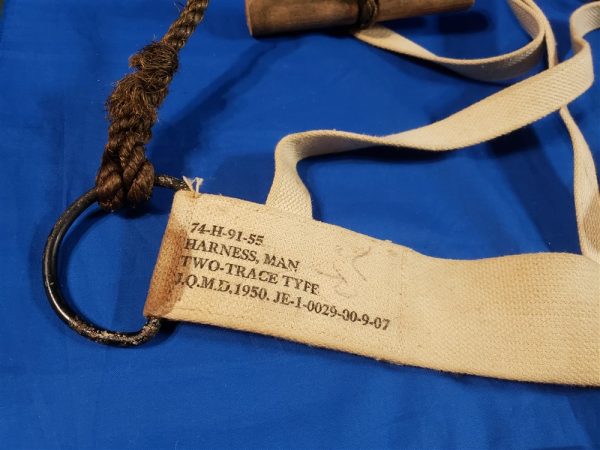 74-H-91-55
HARNESS, MAN
TWO-TRACE TYPE
J.Q.M.D.1950. JE-1-0029-00-9-07